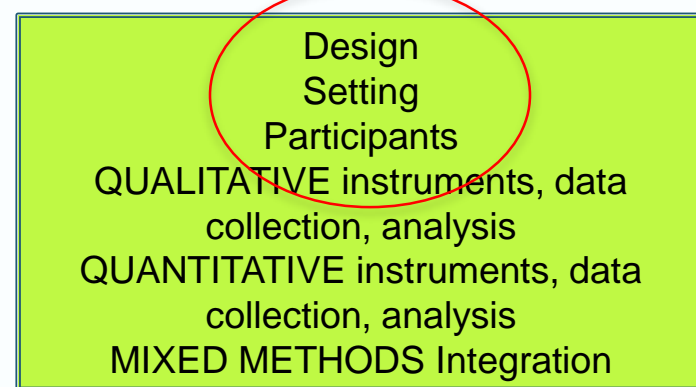 Design
Setting
Participants
QUALITATIVE instruments, data
collection, analysis
QUANTITATIVE instruments, data
collection, analysis
MIXED METHODS Integration